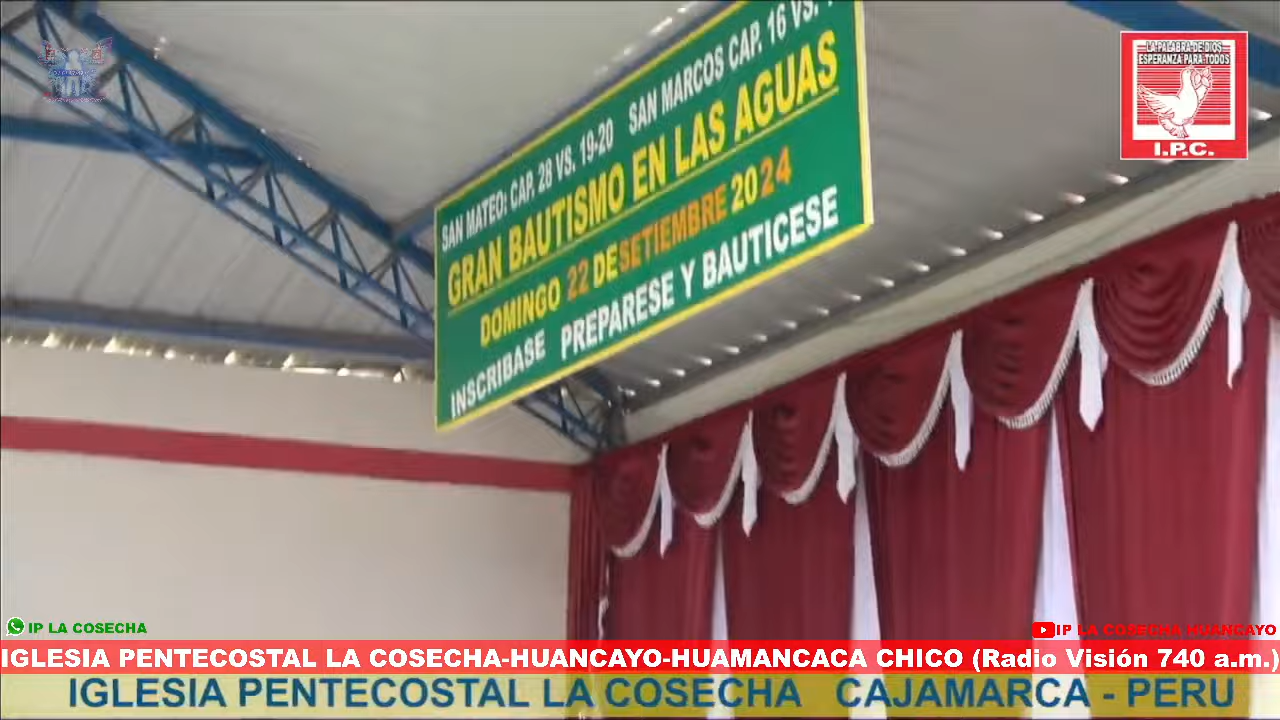 LA PALABRA DE DIOS
ESPERANZA PARA TODOS
I.P.C.
SAN MATEO: CAP. 28 VS. 19-20 SAN MARCOS CAP. 16 VS.
GRAN BAUTISMO EN LAS AGUAS
DOMINGO 22 DE SETIEMBRE 2024
INSCRIBASE PREPARESE Y BAUTICESE
IP LA COSECHA
IP LA COSECHA HUANCAYO
IGLESIA PENTECOSTAL LA COSECHA-HUANCAYO-HUAMANCACA CHICO (Radio Visión 740 a.m.)
IGLESIA PENTECOSTAL LA COSECHA CAJAMARCA - PERU